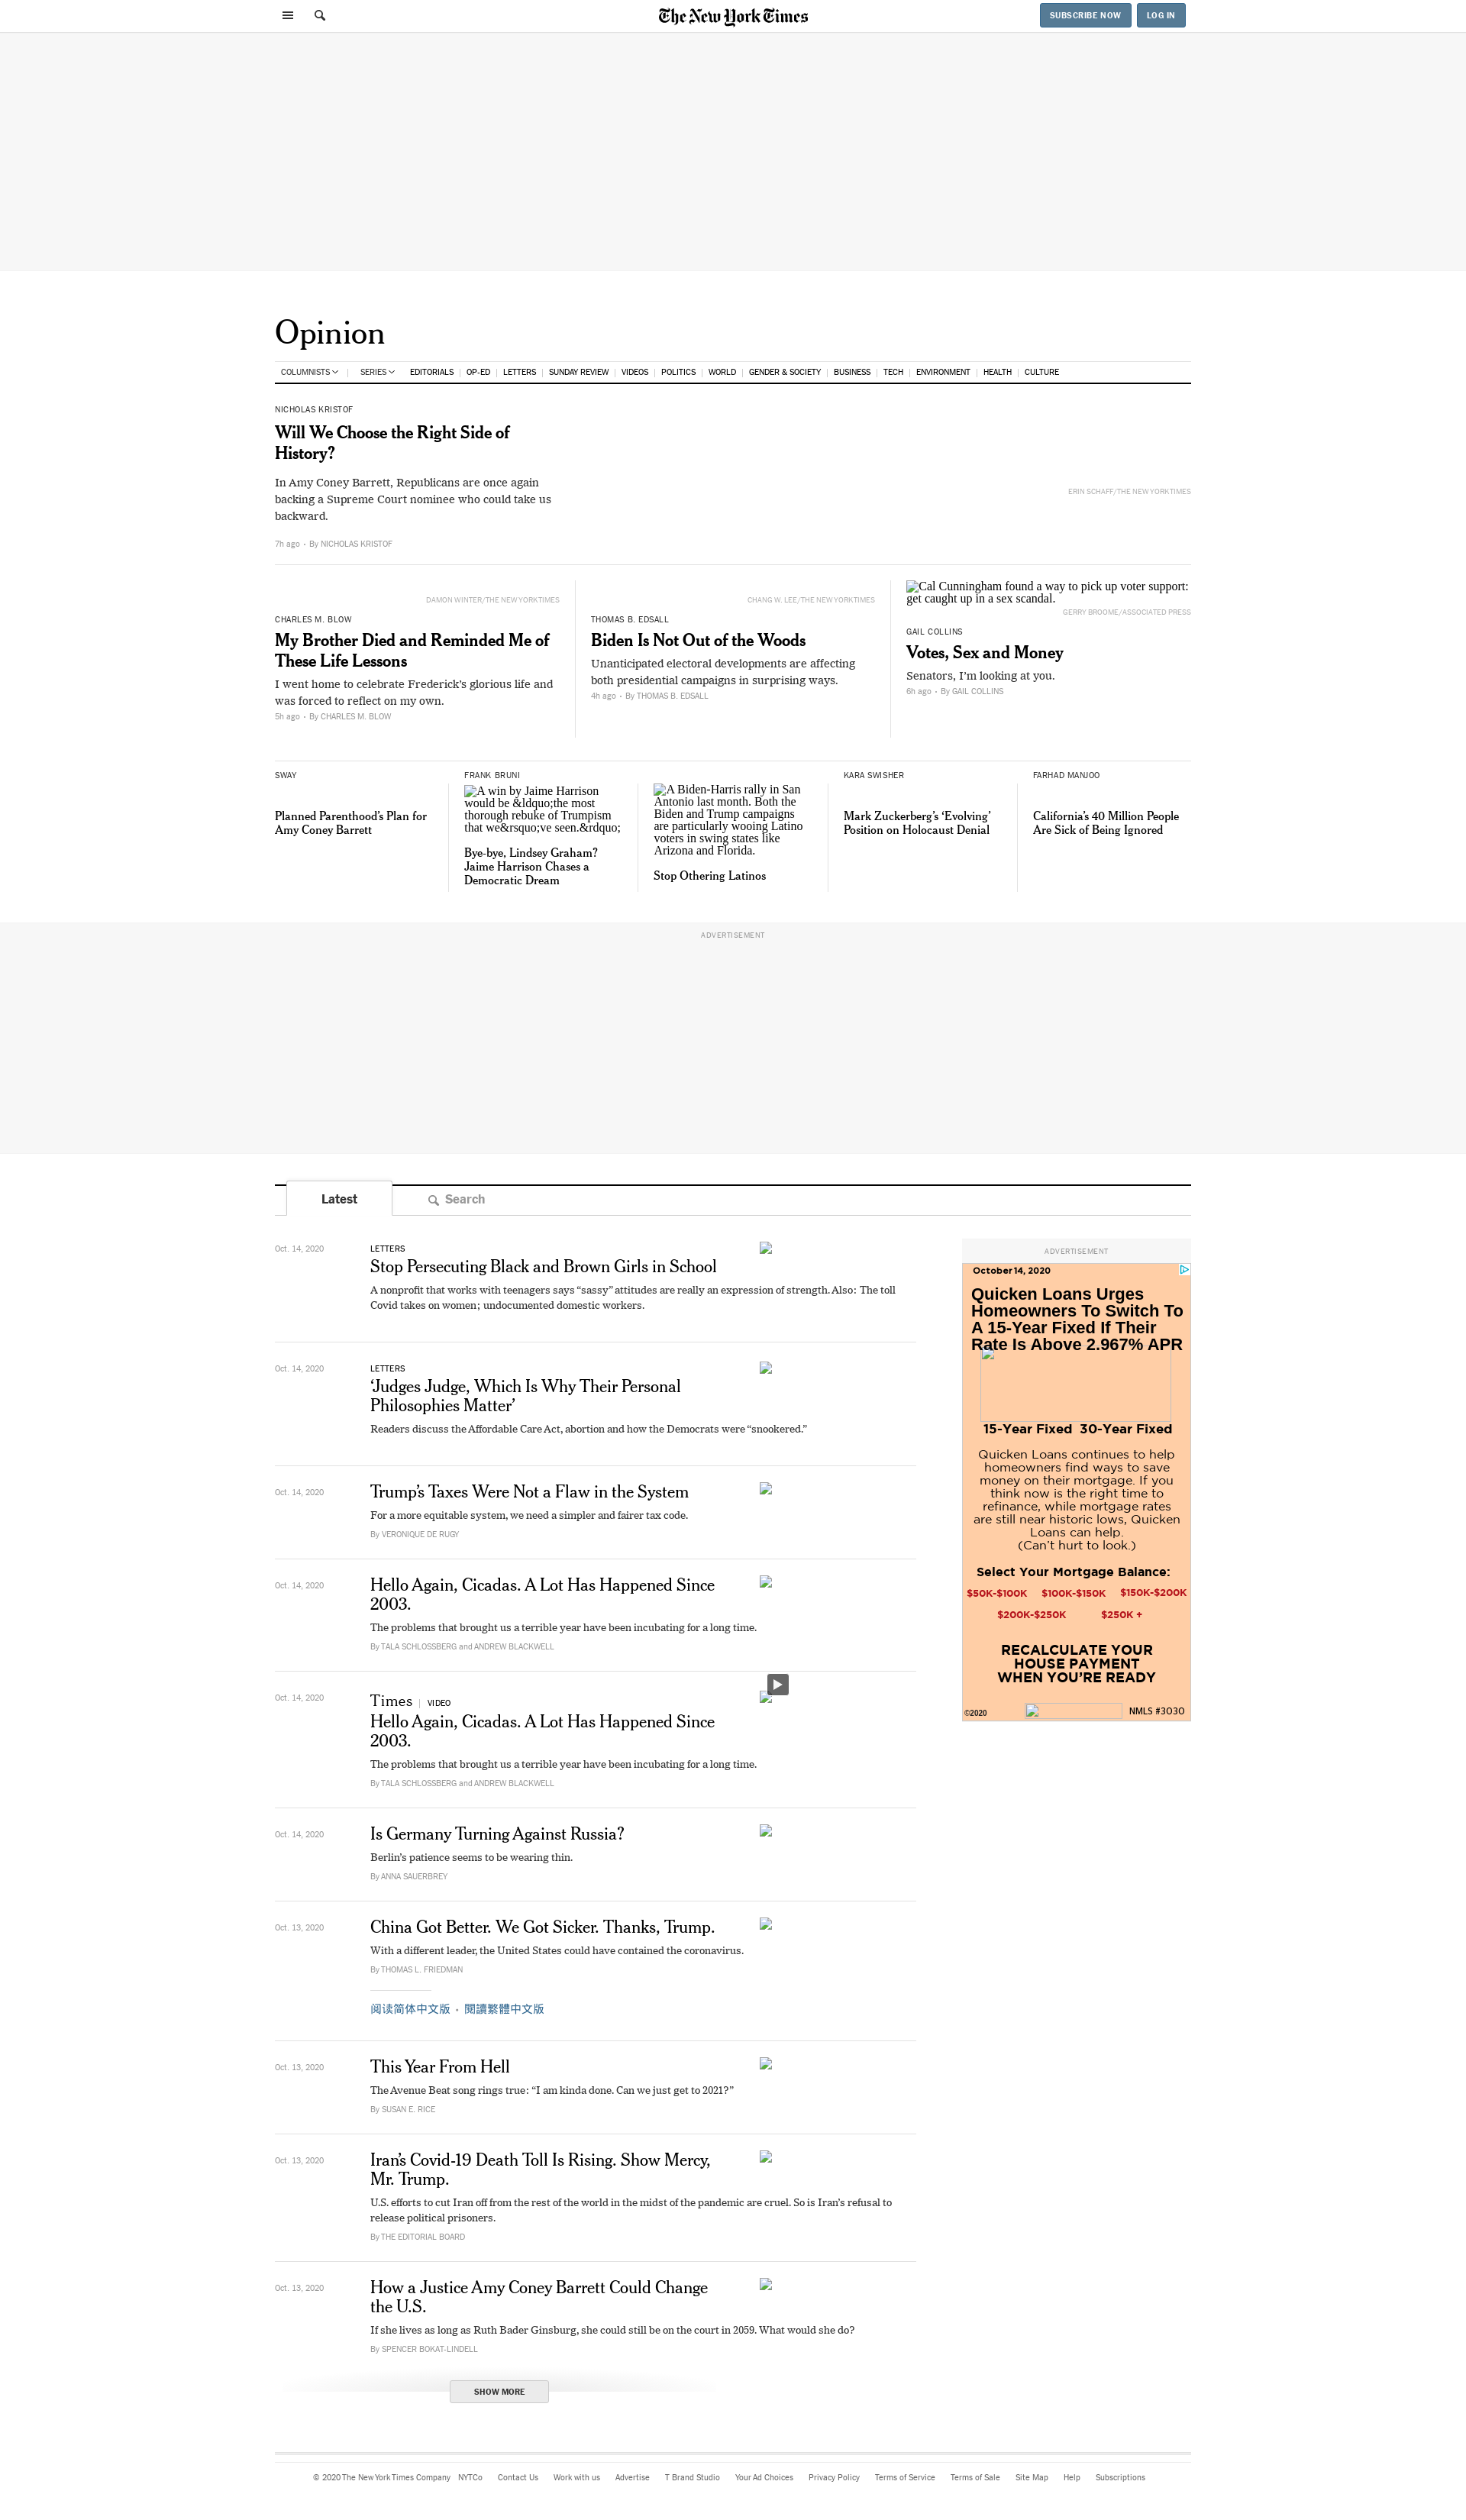 The New York Times
SUBSCRIBE NOW
LOG IN
Opinion
COLUMNISTS
SERIES
EDITORIALS
OP-ED
LETTERS
SUNDAY REVIEW
VIDEOS
POLITICS
WORLD
GENDER & SOCIETY
BUSINESS
TECH
ENVIRONMENT
HEALTH
CULTURE
NICHOLAS KRISTOF
Will We Choose the Right Side of
History?
In Amy Coney Barrett, Republicans are once again
backing a Supreme Court nominee who could take us
backward.
7h ago • By NICHOLAS KRISTOF
ERIN SCHAFF/THE NEW YORK TIMES
DAMON WINTER/THE NEW YORK TIMES
CHARLES M. BLOW
My Brother Died and Reminded Me of
These Life Lessons
I went home to celebrate Frederick’s glorious life and
was forced to reflect on my own.
5h ago • By CHARLES M. BLOW
CHANG W. LEE/THE NEW YORK TIMES
THOMAS B. EDSALL
Biden Is Not Out of the Woods
Unanticipated electoral developments are affecting
both presidential campaigns in surprising ways.
4h ago • By THOMAS B. EDSALL
Cal Cunningham found a way to pick up voter support:
get caught up in a sex scandal.
GERRY BROOME/ASSOCIATED PRESS
GAIL COLLINS
Votes, Sex and Money
Senators, I’m looking at you.
6h ago • By GAIL COLLINS
SWAY
Planned Parenthood’s Plan for
Amy Coney Barrett
FRANK BRUNI
A win by Jaime Harrison
would be &ldquo;the most
thorough rebuke of Trumpism
that we&rsquo;ve seen.&rdquo;
Bye-bye, Lindsey Graham?
Jaime Harrison Chases a
Democratic Dream
A Biden-Harris rally in San
Antonio last month. Both the
Biden and Trump campaigns
are particularly wooing Latino
voters in swing states like
Arizona and Florida.
Stop Othering Latinos
KARA SWISHER
Mark Zuckerberg’s ‘Evolving’
Position on Holocaust Denial
FARHAD MANJOO
California’s 40 Million People
Are Sick of Being Ignored
ADVERTISEMENT
Latest
Search
Oct. 14, 2020
LETTERS
Stop Persecuting Black and Brown Girls in School
A nonprofit that works with teenagers says “sassy” attitudes are really an expression of strength. Also: The toll
Covid takes on women; undocumented domestic workers.
Oct. 14, 2020
LETTERS
‘Judges Judge, Which Is Why Their Personal
Philosophies Matter’
Readers discuss the Affordable Care Act, abortion and how the Democrats were “snookered.”
Oct. 14, 2020
Trump’s Taxes Were Not a Flaw in the System
For a more equitable system, we need a simpler and fairer tax code.
By VERONIQUE DE RUGY
Oct. 14, 2020
Hello Again, Cicadas. A Lot Has Happened Since
2003.
The problems that brought us a terrible year have been incubating for a long time.
By TALA SCHLOSSBERG and ANDREW BLACKWELL
Oct. 14, 2020
Times
VIDEO
Hello Again, Cicadas. A Lot Has Happened Since
2003.
The problems that brought us a terrible year have been incubating for a long time.
By TALA SCHLOSSBERG and ANDREW BLACKWELL
Oct. 14, 2020
Is Germany Turning Against Russia?
Berlin’s patience seems to be wearing thin.
By ANNA SAUERBREY
Oct. 13, 2020
China Got Better. We Got Sicker. Thanks, Trump.
With a different leader, the United States could have contained the coronavirus.
By THOMAS L. FRIEDMAN
阅读简体中文版 • 閱讀繁體中文版
Oct. 13, 2020
This Year From Hell
The Avenue Beat song rings true: “I am kinda done. Can we just get to 2021?”
By SUSAN E. RICE
Oct. 13, 2020
Iran’s Covid-19 Death Toll Is Rising. Show Mercy,
Mr. Trump.
U.S. efforts to cut Iran off from the rest of the world in the midst of the pandemic are cruel. So is Iran’s refusal to
release political prisoners.
By THE EDITORIAL BOARD
Oct. 13, 2020
How a Justice Amy Coney Barrett Could Change
the U.S.
If she lives as long as Ruth Bader Ginsburg, she could still be on the court in 2059. What would she do?
By SPENCER BOKAT-LINDELL
SHOW MORE
ADVERTISEMENT
October 14, 2020
Quicken Loans Urges
Homeowners To Switch To
A 15-Year Fixed If Their
Rate Is Above 2.967% APR
15-Year Fixed 30-Year Fixed
Quicken Loans continues to help
homeowners find ways to save
money on their mortgage. If you
think now is the right time to
refinance, while mortgage rates
are still near historic lows, Quicken
Loans can help.
(Can’t hurt to look.)
Select Your Mortgage Balance:
$50K-$100K $100K-$150K $150K-$200K
$200K-$250K $250K +
RECALCULATE YOUR
HOUSE PAYMENT
WHEN YOU’RE READY
©2020
NMLS #3030
© 2020 The New York Times Company NYTCo Contact Us Work with us Advertise T Brand Studio Your Ad Choices Privacy Policy Terms of Service Terms of Sale Site Map Help Subscriptions